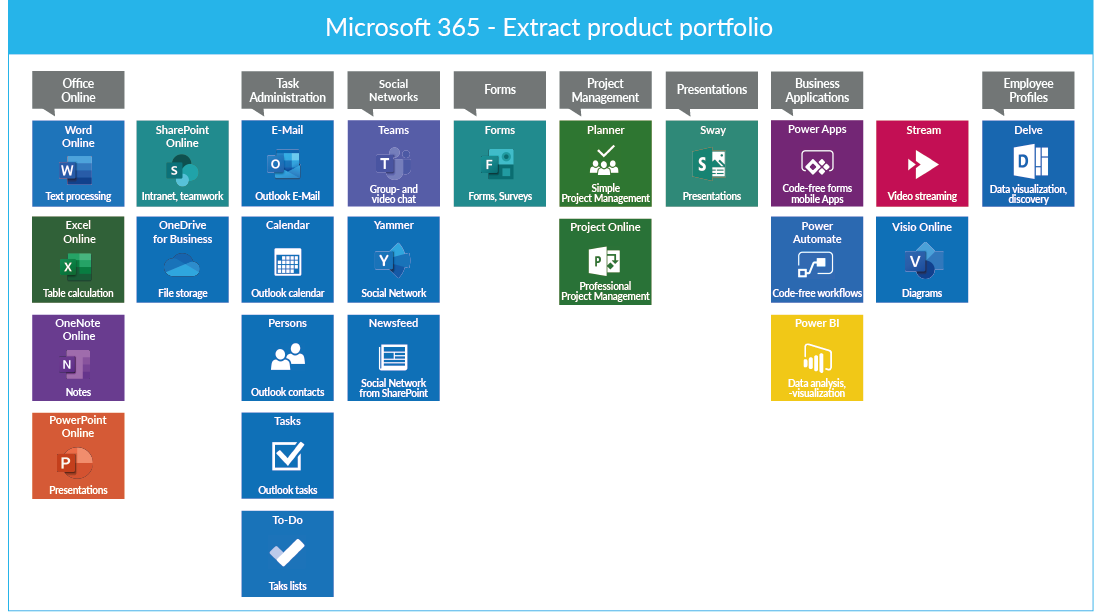 Microsoft 365 - Extract product portfolio
Office
Online
Word
Online
W
Text processing
Excel
Online
X
Table calculation
OneNote
Online
N
Notes
PowerPoint
Online
P
Presentations
SharePoint
Online
S
Intranet, teamwork
OneDrive
for Business
File storage
Task
Administration
E-Mail
O
Outlook E-Mail
Calendar
Outlook calendar
Persons
Outlook contacts
Tasks
Outlook tasks
To-Do
Taks lists
Social
Networks
Teams
T
Group- and
video chat
Yammer
Y
Social Network
Newsfeed
Social Network
from SharePoint
Forms
Forms
F
Forms, Surveys
Project
Management
Planner
Simple
Project Management
Project Online
P
Professional
Project Management
Presentations
Sway
S
Presentations
Business
Applications
Power Apps
Code-free forms
mobile Apps
Power
Automate
Code-free workflows
Power BI
Data analysis,
-visualization
Stream
Video streaming
Visio Online
V
Diagrams
Employee
Profiles
Delve
D
Data visualization,
discovery